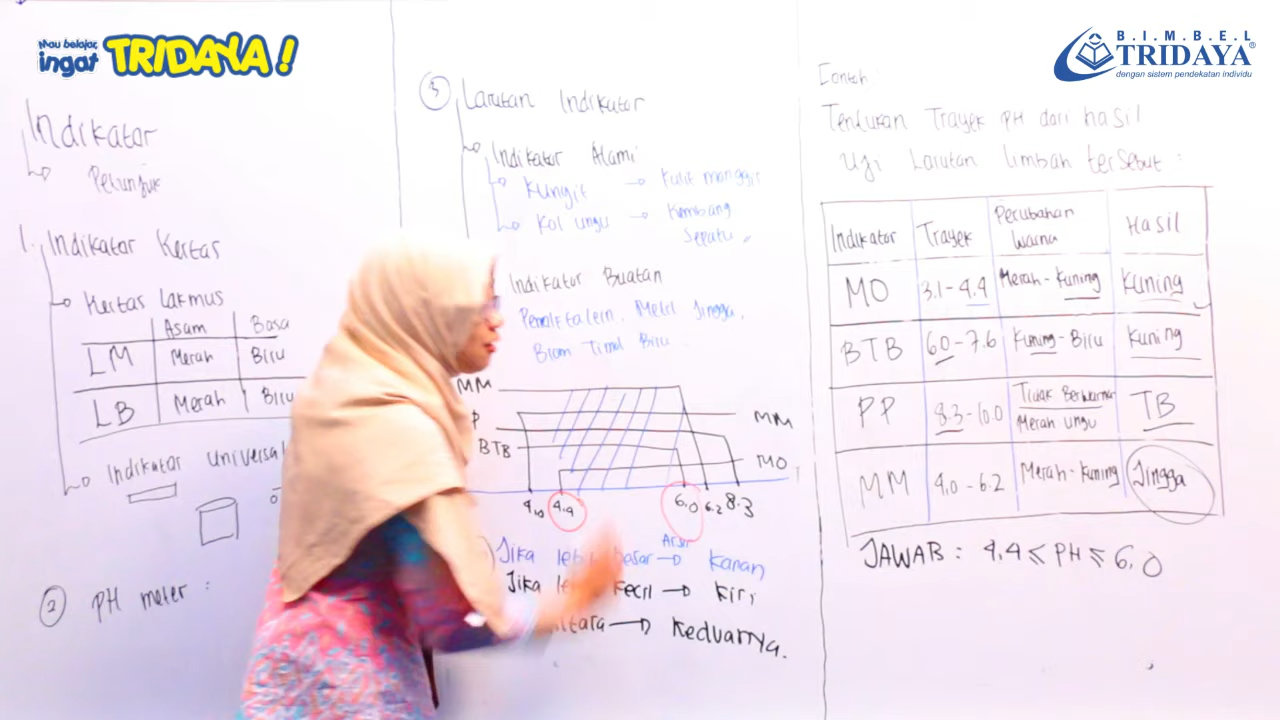 Mau belajar,
ingat TRIDAYA!
B.I.M.B.E.L
TRIDAYA®
dengan sistem pendekatan individu
Indikator
Petunjuk
1. Indikator Kertas
Kertas Lakmus
Asam Basa
LM Merah Biru
LB Merah Biru
Indikator universal
2 PH meter :
3 Larutan Indikator
Indikator Alami
Kunyit → Kulit manggis
Kol ungu → Kembang
Sepatu
Indikator Buatan
Metil Jingga,
Brom Timol Biru
MM
P MM
BTB MO
4.0 4.4 6.0 6.2 8.3
Jika besar → Arsir Kanan
Jika kecil → Kiri
→ Keduanya.
Contoh
Tentukan Trayek PH dari hasil
Uji Larutan limbah tersebut :
Indikator Trayek Perubahan Warna Hasil
MO 3.1 - 4.4 Merah - Kuning Kuning
BTB 6.0 - 7.6 Kuning - Biru Kuning
PP 8.3 - 10.0 Tidak Berwarna Merah ungu TB
MM 4.0 - 6.2 Merah - Kuning Jingga
JAWAB : 4,4 ≤ PH ≤ 6,0